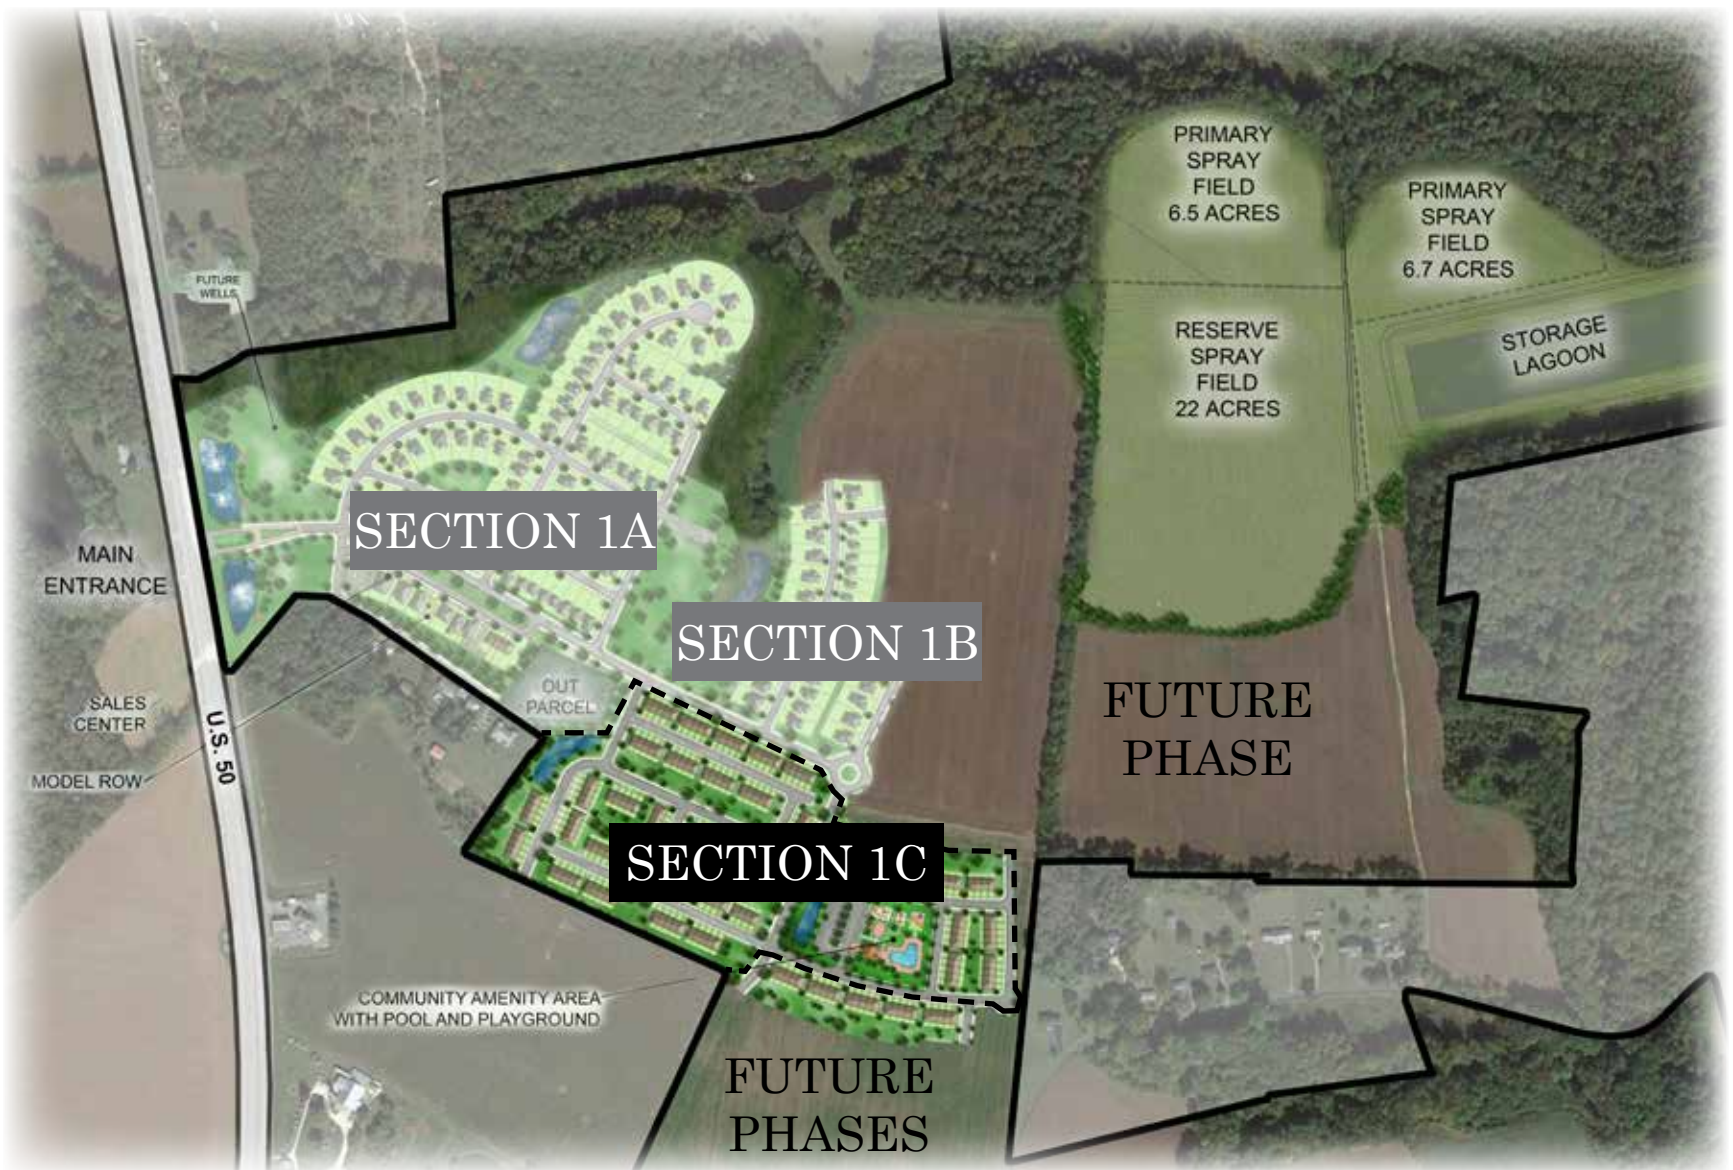 PRIMARY
SPRAY
FIELD
6.5 ACRES
PRIMARY
SPRAY
FIELD
6.7 ACRES
FUTURE
WELLS
RESERVE
SPRAY
FIELD
22 ACRES
STORAGE
LAGOON
SECTION 1A
MAIN
ENTRANCE
SECTION 1B
OUT
PARCEL
SALES
CENTER
U.S. 50
MODEL ROW
FUTURE
PHASE
SECTION 1C
COMMUNITY AMENITY AREA
WITH POOL AND PLAYGROUND
FUTURE
PHASES